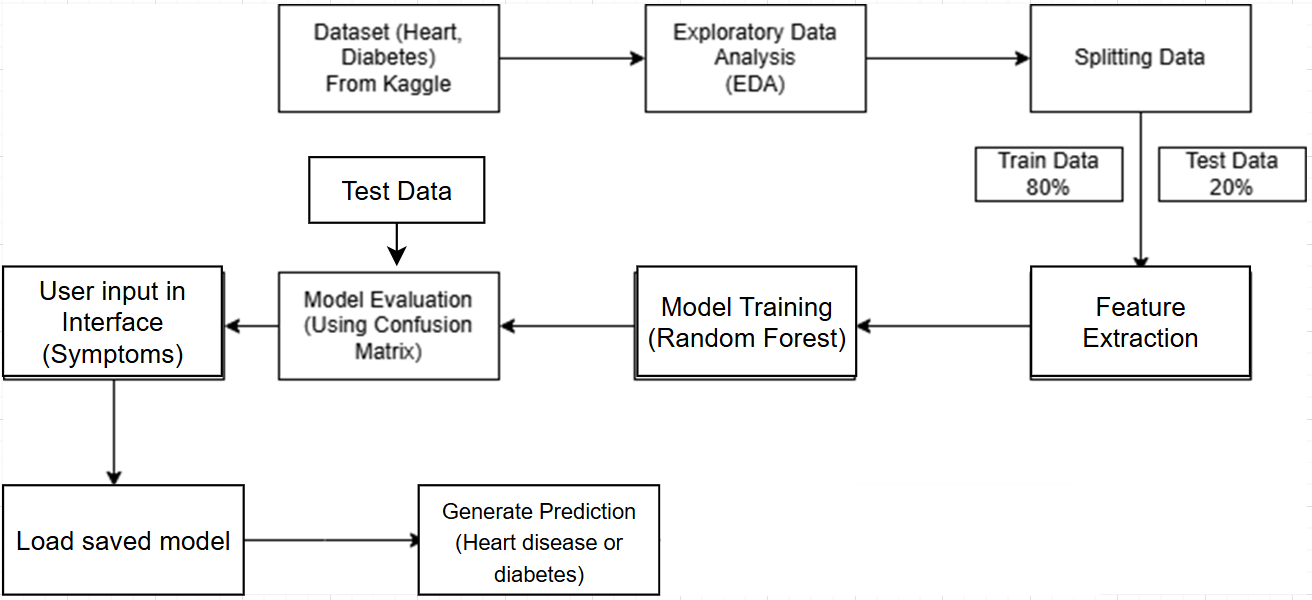 Dataset (Heart,
Diabetes)
From Kaggle
Exploratory Data
Analysis
(EDA)
Splitting Data
Train Data
80%
Test Data
20%
Feature
Extraction
Model Training
(Random Forest)
Test Data
Model Evaluation
(Using Confusion
Matrix)
User input in
Interface
(Symptoms)
Load saved model
Generate Prediction
(Heart disease or
diabetes)